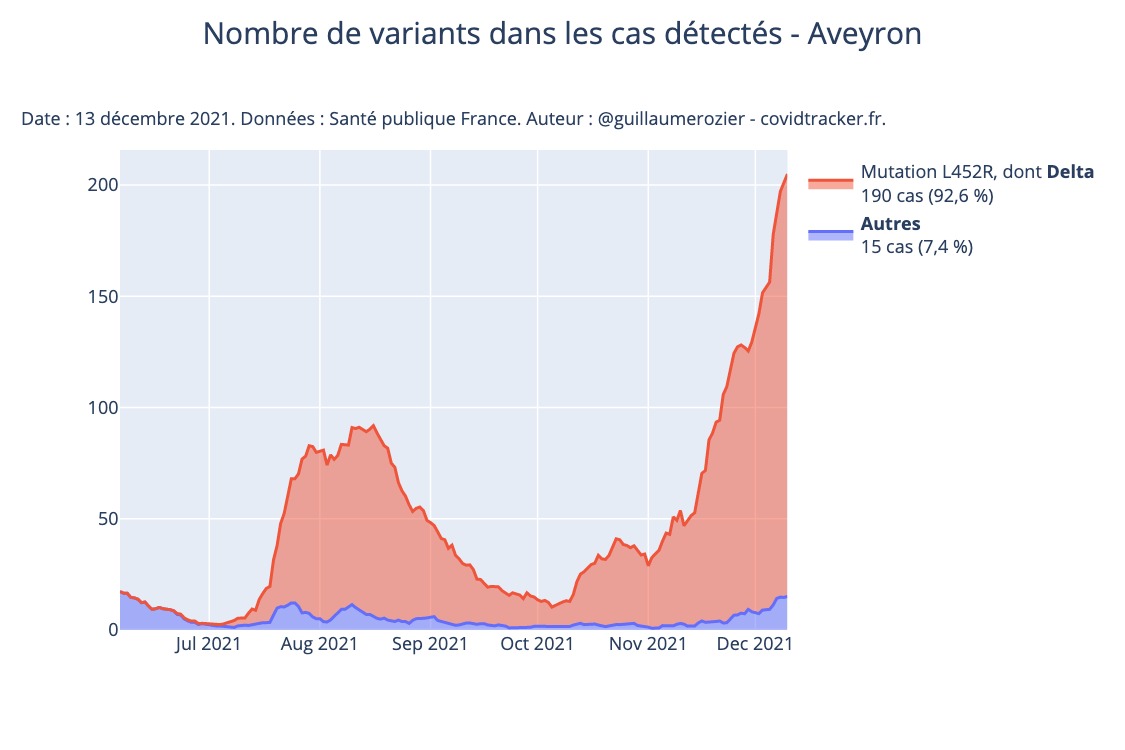 Nombre de variants dans les cas détectés - Aveyron
Date : 13 décembre 2021. Données : Santé publique France. Auteur : @guillaumerozier - covidtracker.fr.
Mutation L452R, dont Delta
190 cas (92,6 %)
Autres
15 cas (7,4 %)
200
150
100
50
0
Jul 2021
Aug 2021
Sep 2021
Oct 2021
Nov 2021
Dec 2021